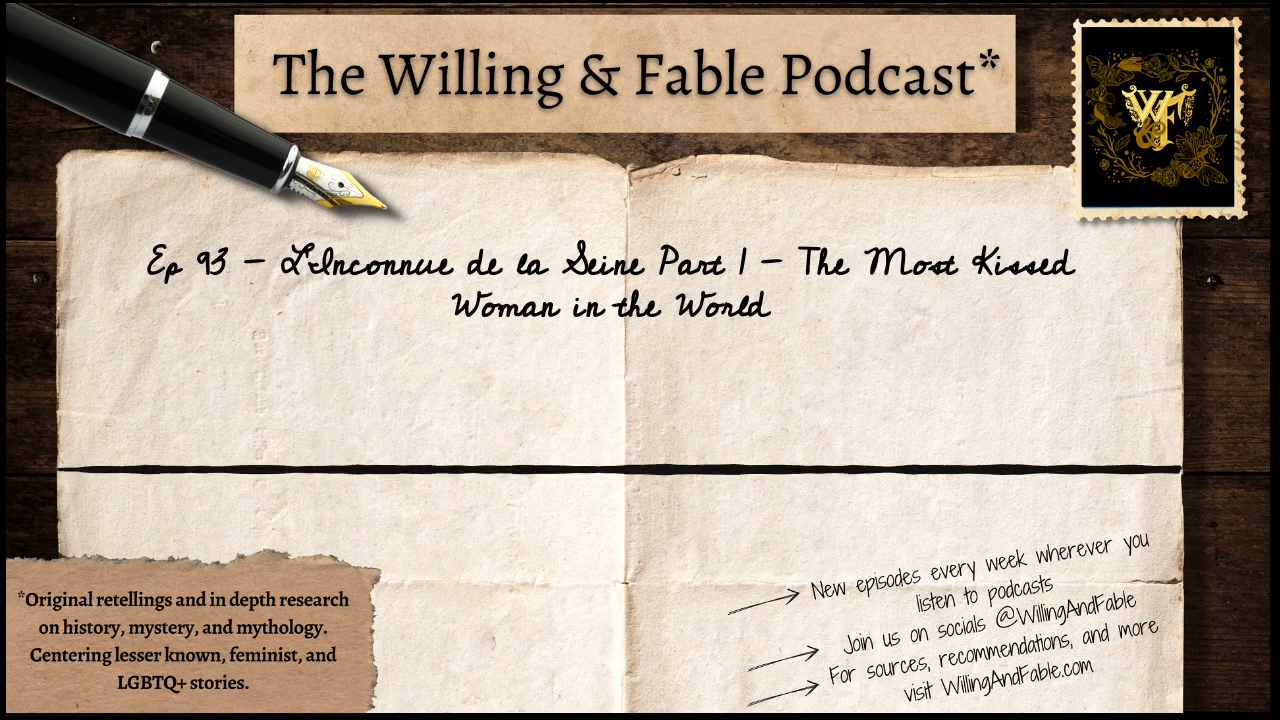 The Willing & Fable Podcast*
W F
&
Ep 93 - L'Inconnue de la Seine Part 1 - The Most Kissed
Woman in the World
*Original retellings and in depth research
on history, mystery, and mythology.
Centering lesser known, feminist, and
LGBTQ+ stories.
New episodes every week wherever you
listen to podcasts
Join us on socials @WillingAndFable
For sources, recommendations, and more
visit WillingAndFable.com